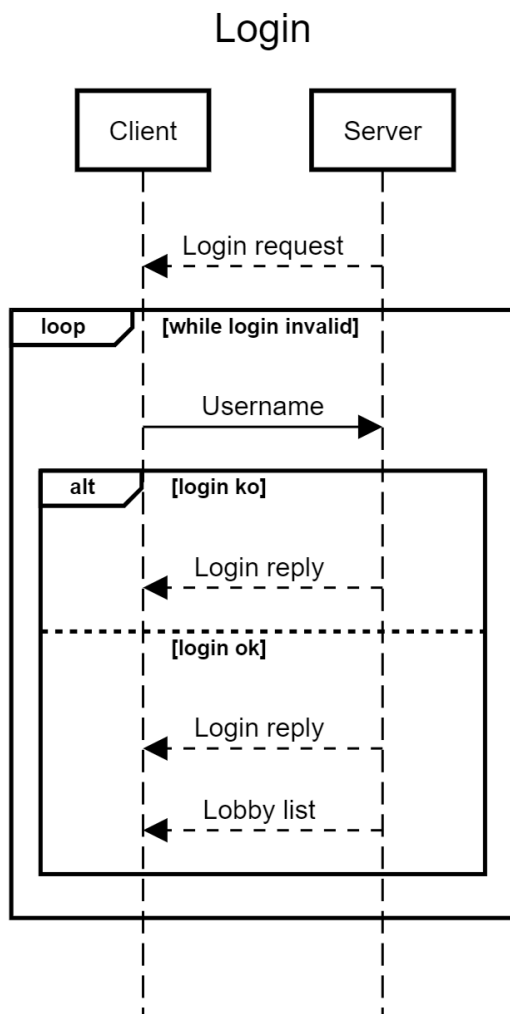 Login
Client
Server
Login request
loop
[while login invalid]
Username
alt
[login ko]
Login reply
[login ok]
Login reply
Lobby list